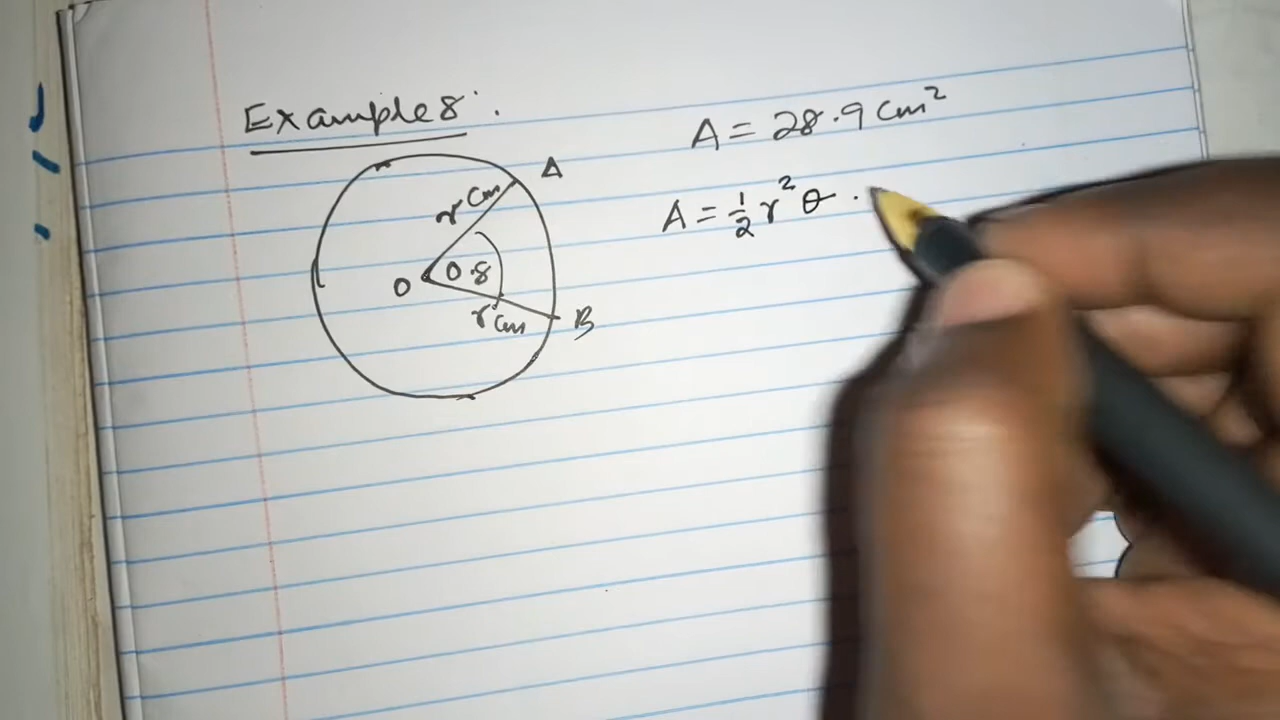 Example 8.
A = 28.9 cm²
A
r cm
A = ½ r² θ .
O
0.8
r cm
B